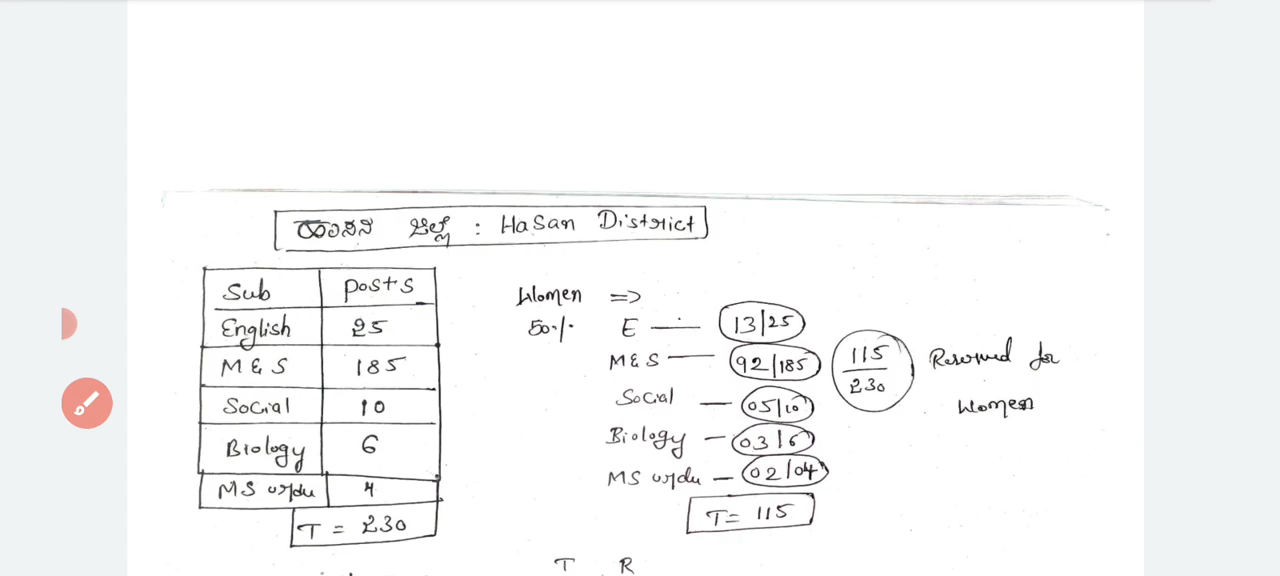 ಹಾಸನ ಜಿಲ್ಲೆ : HaSan District
Sub posts
English 25
M & S 185
Social 10
Biology 6
MS urdu 4
T = 230
Women =>
50% E — 13/25
M&S — 92/185
Social — 05/10
Biology — 03/6
MS urdu — 02/04
T= 115
115/230 Reserved for
Women
T R